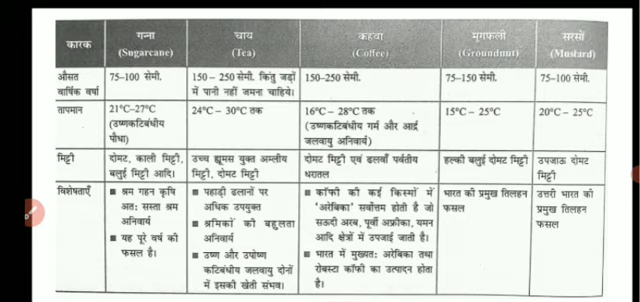 कारक
गन्ना
(Sugarcane)
चाय
(Tea)
कहवा
(Coffee)
मूगफली
(Groundnut)
सरसों
(Mustard)
औसत
वार्षिक वर्षा
75–100 सेमी.
150 – 250 सेमी. किंतु जड़ों
में पानी नहीं जमना चाहिये।
150–250 सेमी.
75-150 सेमी.
75-100 सेमी.
तापमान
21°C–27°C
(उष्णकटिबंधीय
पौधा)
24°C – 30°C तक
16°C – 28°C तक
(उष्णकटिबंधीय गर्म और आर्द्र
जलवायु अनिवार्य)
15°C – 25°C
20°C – 25°C
मिट्टी
दोमट, काली मिट्टी,
बलुई मिट्टी आदि।
उच्च ह्यूमस युक्त अम्लीय
मिट्टी, दोमट मिट्टी
दोमट मिट्टी एवं ढलवाँ पर्वतीय
धरातल
हल्की बलुई दोमट मिट्टी
उपजाऊ दोमट
मिट्टी
विशेषताएँ
■ श्रम गहन कृषि
अतः सस्ता श्रम
अनिवार्य
■ यह पूरे वर्ष की
फसल है।
■ पहाड़ी ढलानों पर
अधिक उपयुक्त
■ श्रमिकों की बहुलता
अनिवार्य
■ उष्ण और उपोष्ण
कटिबंधीय जलवायु दोनों
में इसकी खेती संभव।
■ कॉफी की कई किस्मों में
'अरेबिका' सर्वोत्तम होती है जो
सऊदी अरब, पूर्वी अफ्रीका, यमन
आदि क्षेत्रों में उपजाई जाती है।
■ भारत में मुख्यतः अरेबिका तथा
रोबस्टा कॉफी का उत्पादन होता
है।
भारत की प्रमुख तिलहन
फसल
उत्तरी भारत की
प्रमुख तिलहन
फसल